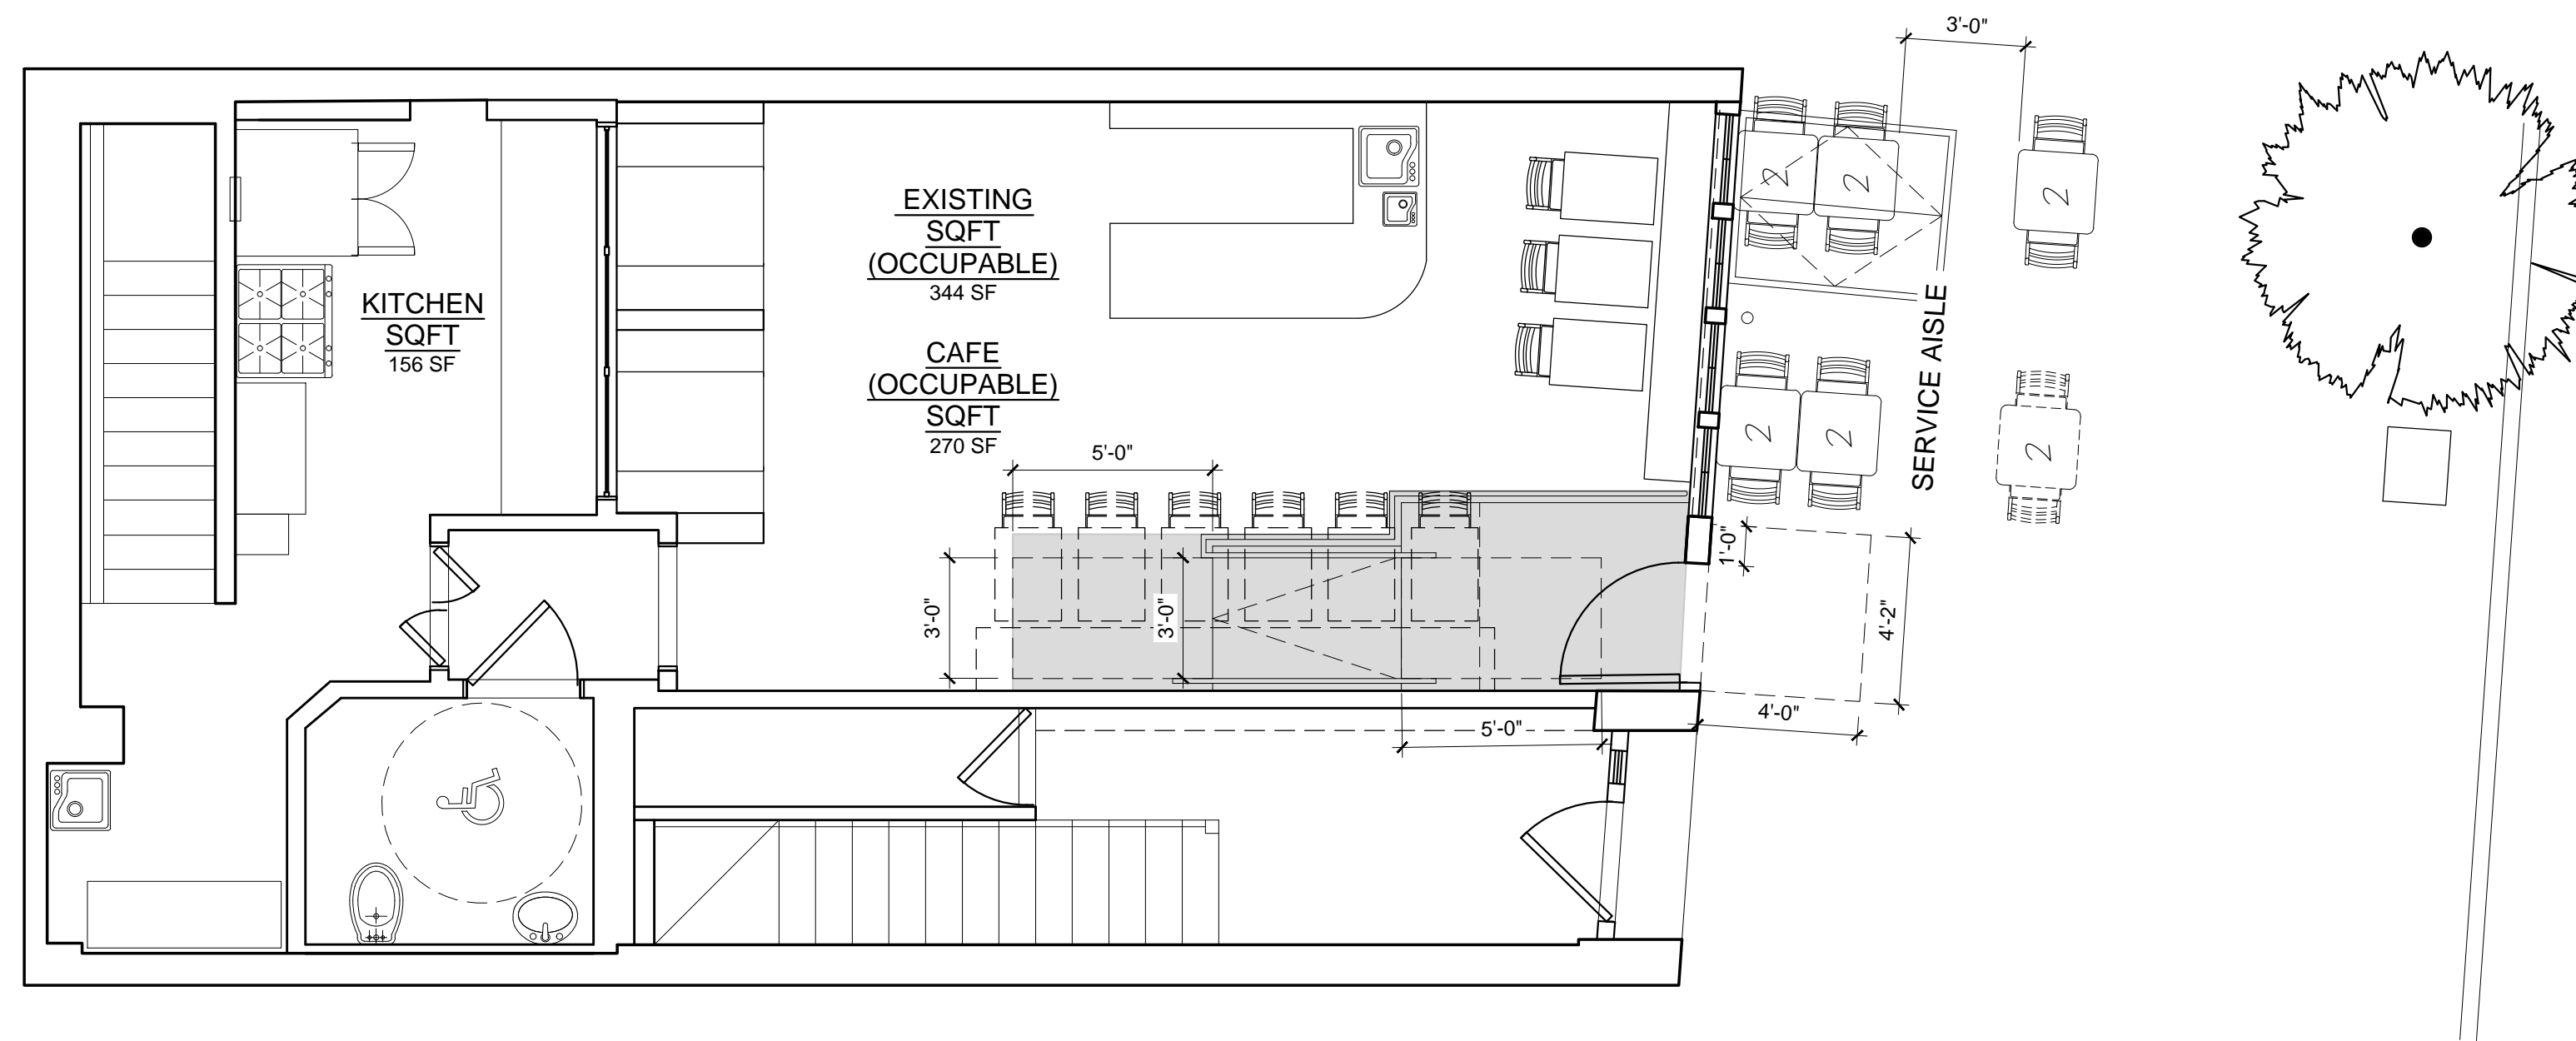 3'-0"
EXISTING
SQFT
(OCCUPABLE)
344 SF
KITCHEN
SQFT
156 SF
CAFE
(OCCUPABLE)
SQFT
270 SF
2
2
2
SERVICE AISLE
2
2
2
5'-0"
1'-0"
3'-0"
3'-0"
4'-2"
5'-0"
4'-0"